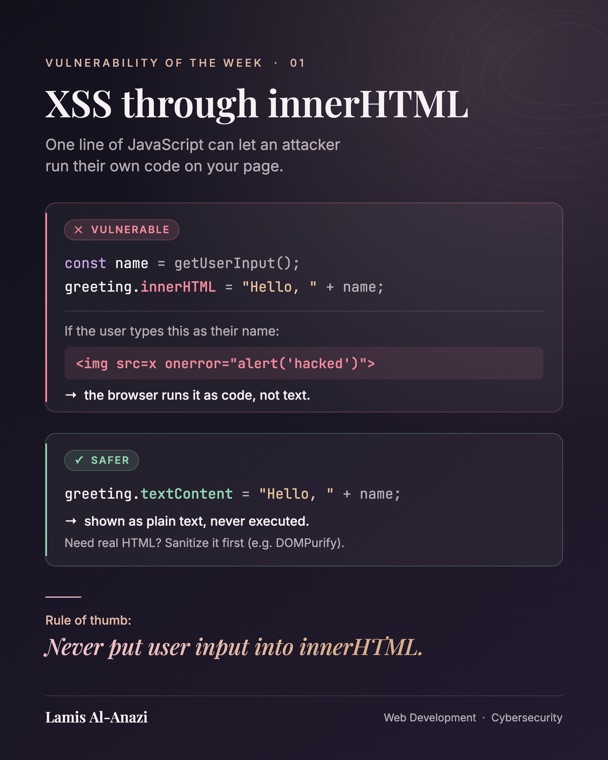 VULNERABILITY OF THE WEEK · 01
XSS through innerHTML
One line of JavaScript can let an attacker
run their own code on your page.
✕ VULNERABLE
const name = getUserInput();
greeting.innerHTML = "Hello, " + name;
If the user types this as their name:
<img src=x onerror="alert('hacked')">
→ the browser runs it as code, not text.
✓ SAFER
greeting.textContent = "Hello, " + name;
→ shown as plain text, never executed.
Need real HTML? Sanitize it first (e.g. DOMPurify).
Rule of thumb:
Never put user input into innerHTML.
Lamis Al-Anazi
Web Development · Cybersecurity